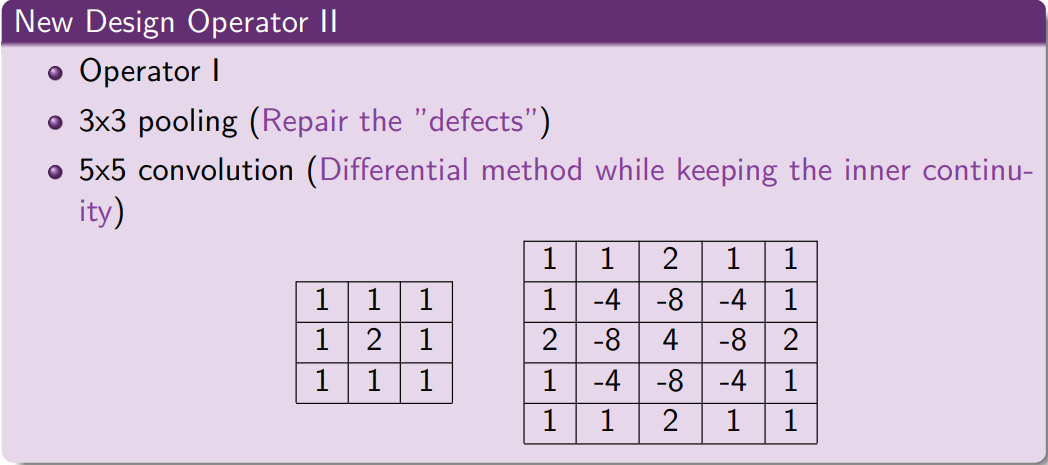 New Design Operator II
Operator I
3x3 pooling (Repair the ”defects”)
5x5 convolution (Differential method while keeping the inner continu-
ity)
1 1 1
1 2 1
1 1 1
1 1 2 1 1
1 -4 -8 -4 1
2 -8 4 -8 2
1 -4 -8 -4 1
1 1 2 1 1